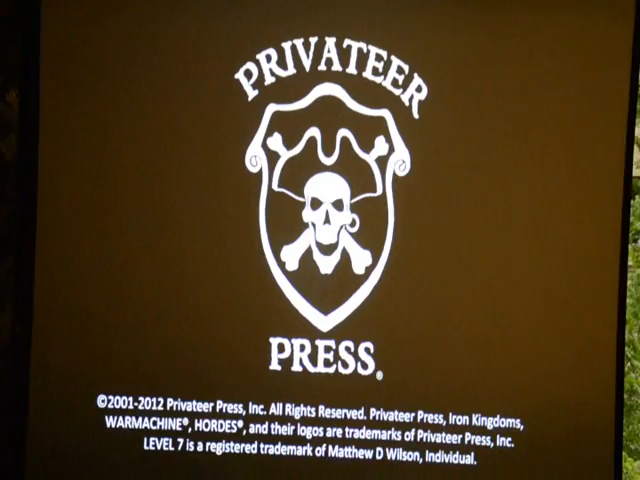 PRIVATEER
PRESS®
©2001-2012 Privateer Press, Inc. All Rights Reserved. Privateer Press, Iron Kingdoms,
WARMACHINE®, HORDES®, and their logos are trademarks of Privateer Press, Inc.
LEVEL 7 is a registered trademark of Matthew D Wilson, Individual.